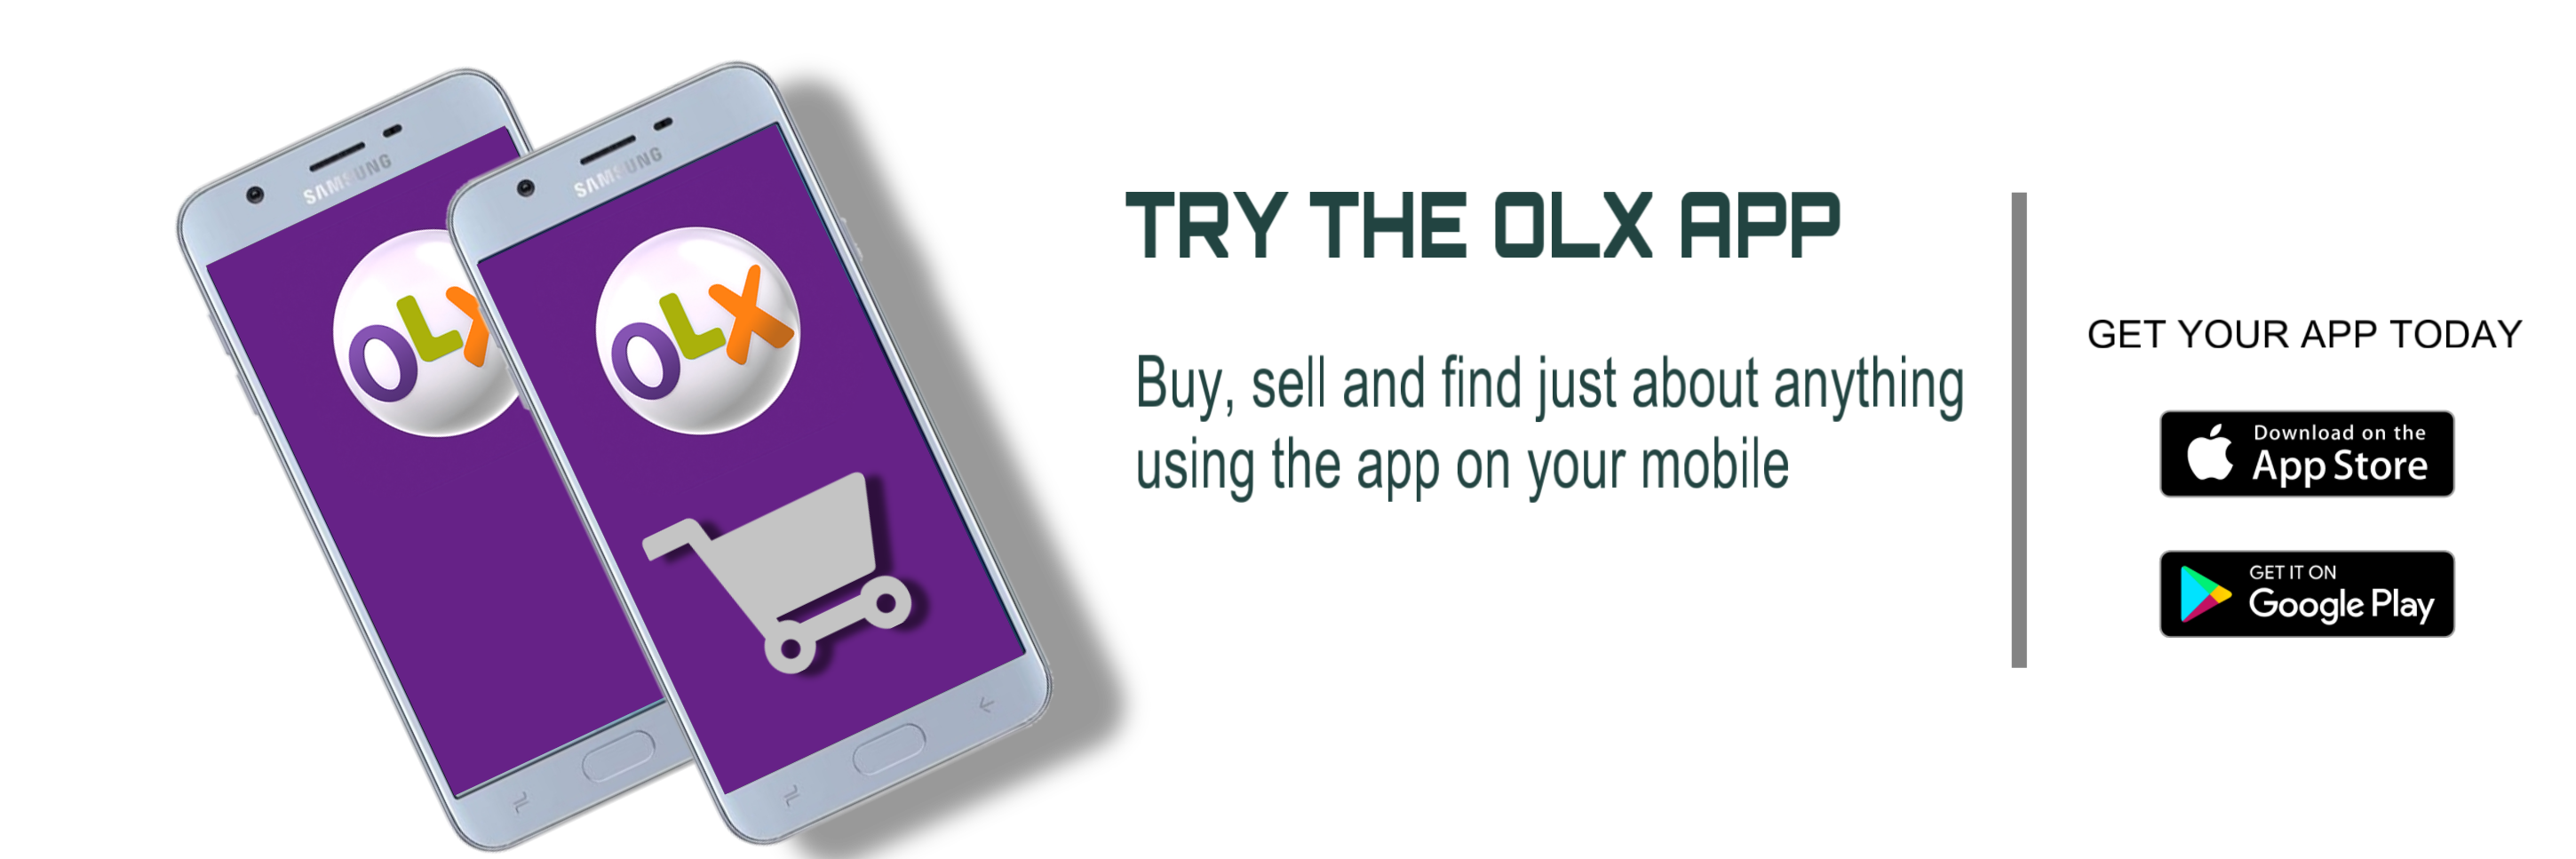 SAMSUNG
SAMSUNG
OLX
OLX
TRY THE OLX APP
Buy, sell and find just about anything
using the app on your mobile
GET YOUR APP TODAY
Download on the
App Store
GET IT ON
Google Play